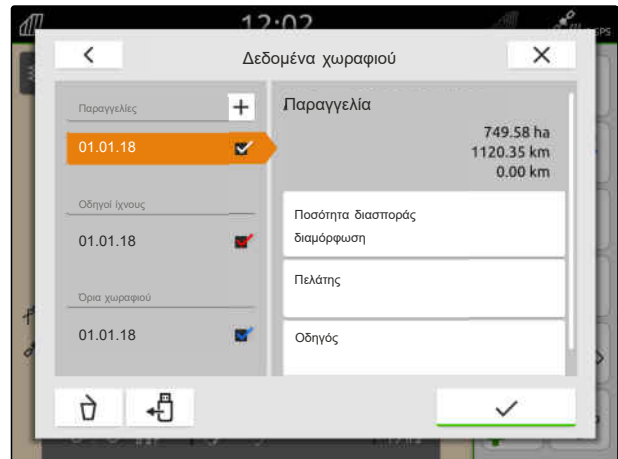 12:02
GPS
Δεδομένα χωραφιού
Παραγγελίες
01.01.18
Οδηγοί ίχνους
01.01.18
Όρια χωραφιού
01.01.18
Παραγγελία
749.58 ha
1120.35 km
0.00 km
Ποσότητα διασποράς
διαμόρφωση
Πελάτης
Οδηγός